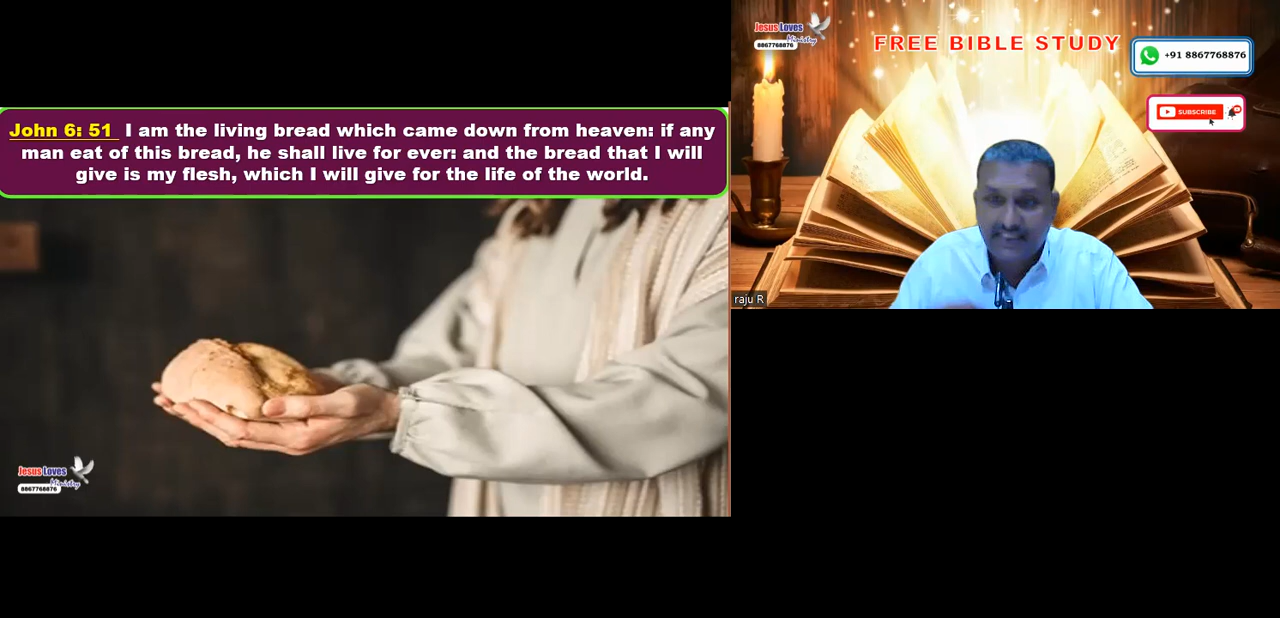 John 6: 51 I am the living bread which came down from heaven: if any
man eat of this bread, he shall live for ever: and the bread that I will
give is my flesh, which I will give for the life of the world.
Jesus Loves
Ministry
8867768876
Jesus Loves
Ministry
8867768876
FREE BIBLE STUDY
+91 8867768876
SUBSCRIBE
raju R